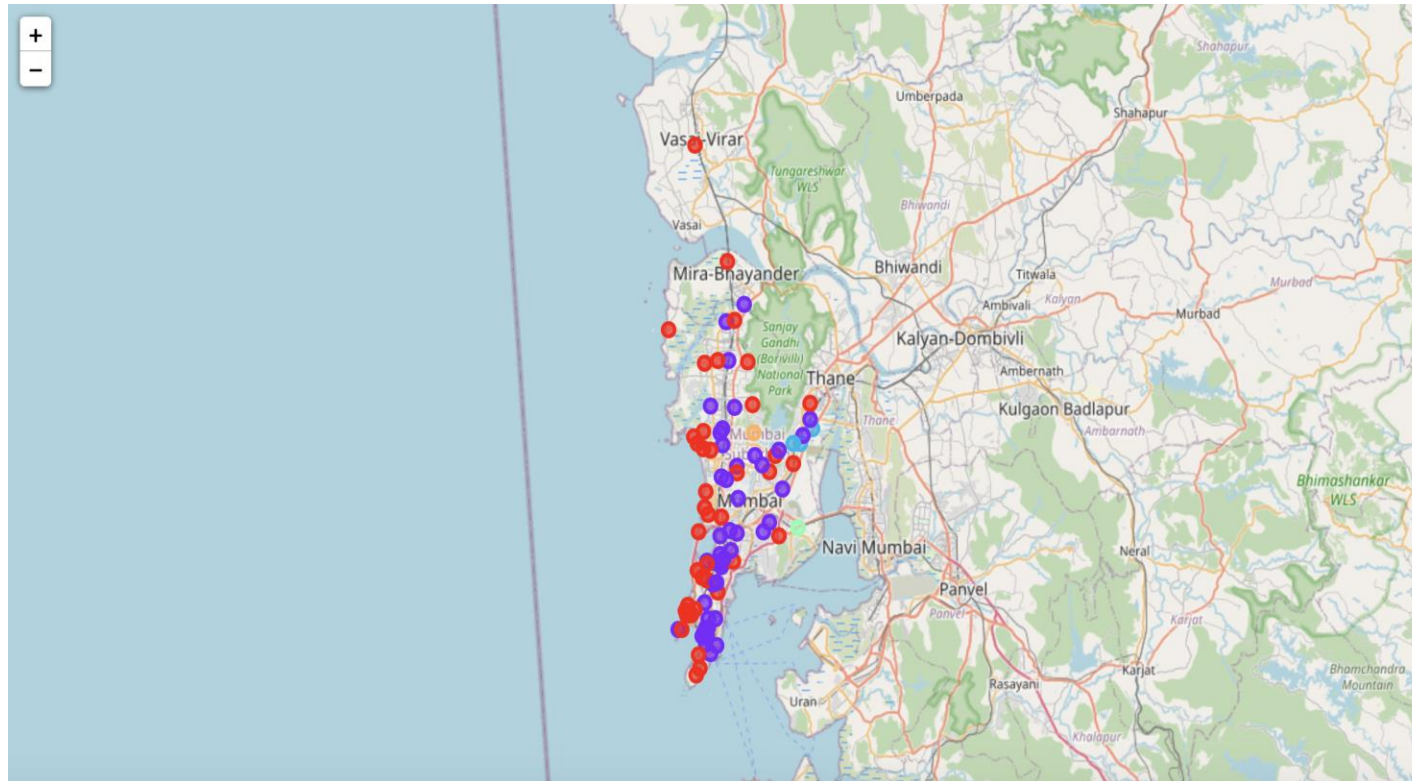 +
−
Shahapur
Umberpada
Shahapur
Vasai-Virar
Tungareshwar
WLS
Bhiwandi
Vasai
Mira-Bhayander
Bhiwandi
Titwala
Murbad
Ambivali
Kalyan
Murbad
Sanjay
Gandhi
(Borivilli)
National
Park
Kalyan-Dombivli
Thane
Ambernath
Kulgaon Badlapur
Thane
Ambarnath
Mumbai
Mumbai
Bhimashankar
WLS
Navi Mumbai
Neral
Panvel
Panvel
Karjat
Karjat
Bhamchandra
Mountain
Rasayani
Uran
Khalapur